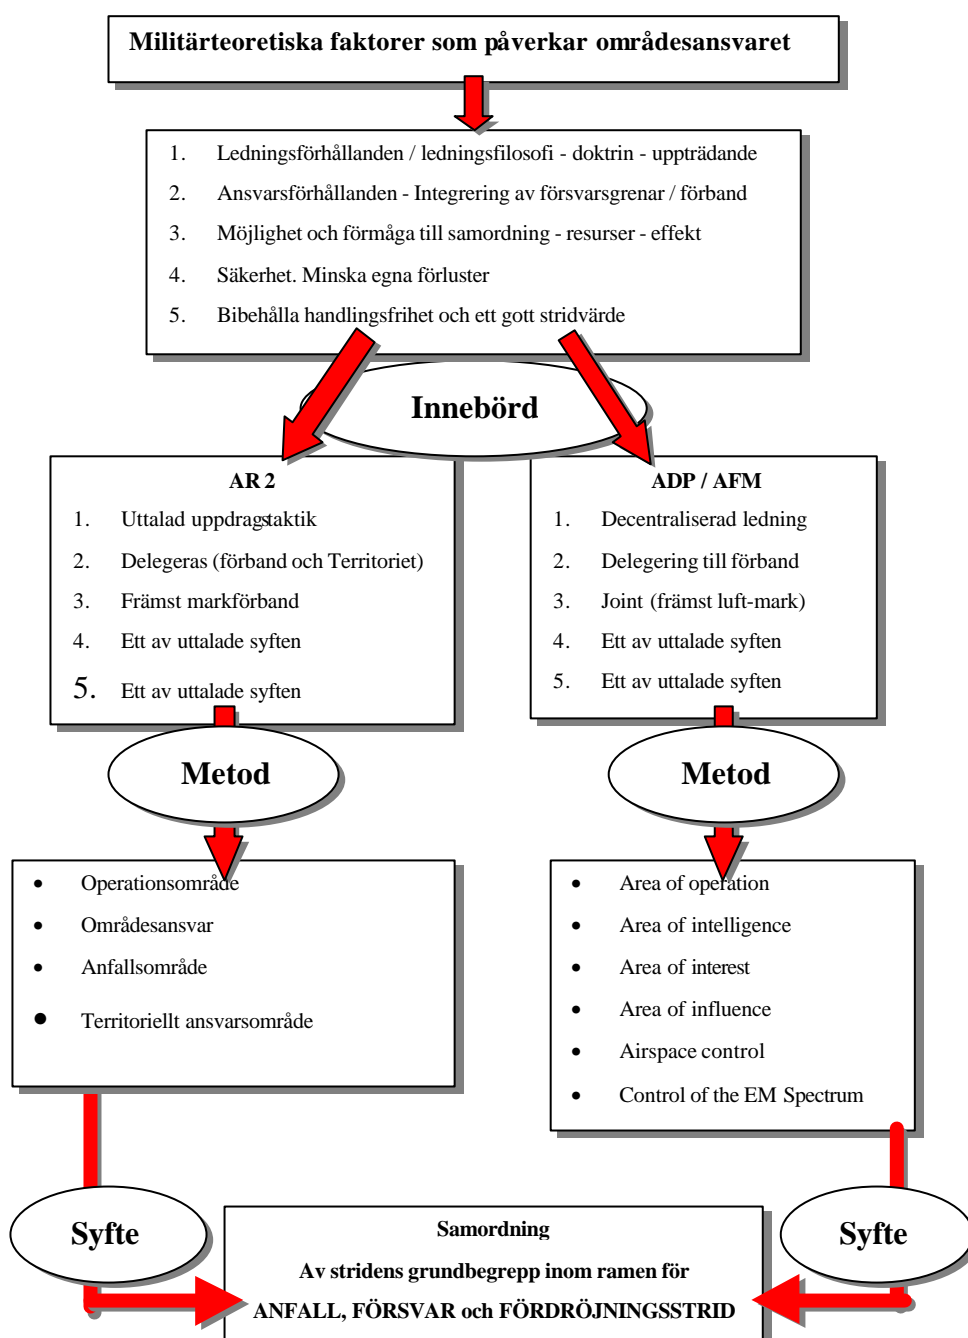 Militärteoretiska faktorer som påverkar områdesansvaret
1. Ledningsförhållanden / ledningsfilosofi - doktrin - uppträdande
2. Ansvarsförhållanden - Integrering av försvarsgrenar / förband
3. Möjlighet och förmåga till samordning - resurser - effekt
4. Säkerhet. Minska egna förluster
5. Bibehålla handlingsfrihet och ett gott stridvärde
Innebörd
AR 2
1. Uttalad uppdragstaktik
2. Delegeras (förband och Territoriet)
3. Främst markförband
4. Ett av uttalade syften
5. Ett av uttalade syften
ADP / AFM
1. Decentraliserad ledning
2. Delegering till förband
3. Joint (främst luft-mark)
4. Ett av uttalade syften
5. Ett av uttalade syften
Metod
Metod
• Operationsområde
• Områdesansvar
• Anfallsområde
• Territoriellt ansvarsområde
• Area of operation
• Area of intelligence
• Area of interest
• Area of influence
• Airspace control
• Control of the EM Spectrum
Syfte
Syfte
Samordning
Av stridens grundbegrepp inom ramen för
ANFALL, FÖRSVAR och FÖRDRÖJNINGSSTRID